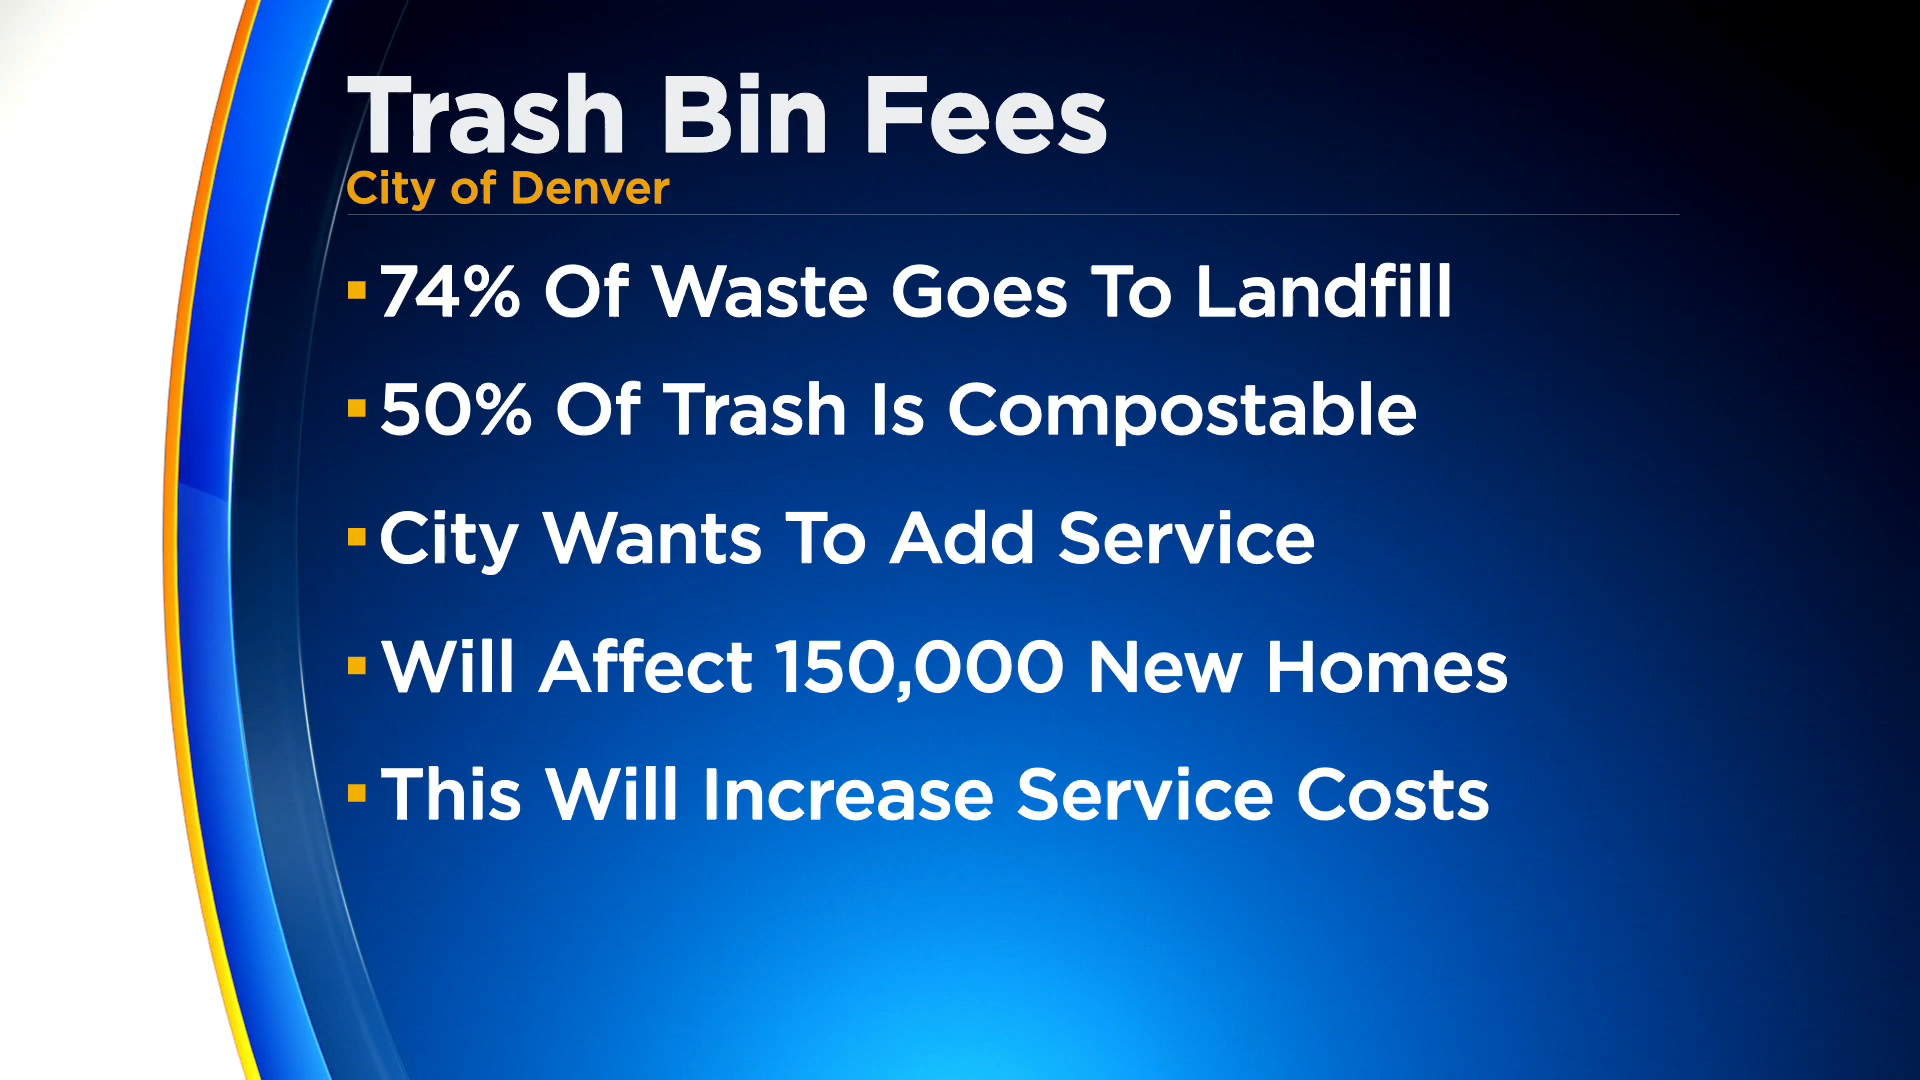 Trash Bin Fees
City of Denver
74% Of Waste Goes To Landfill
50% Of Trash Is Compostable
City Wants To Add Service
Will Affect 150,000 New Homes
This Will Increase Service Costs